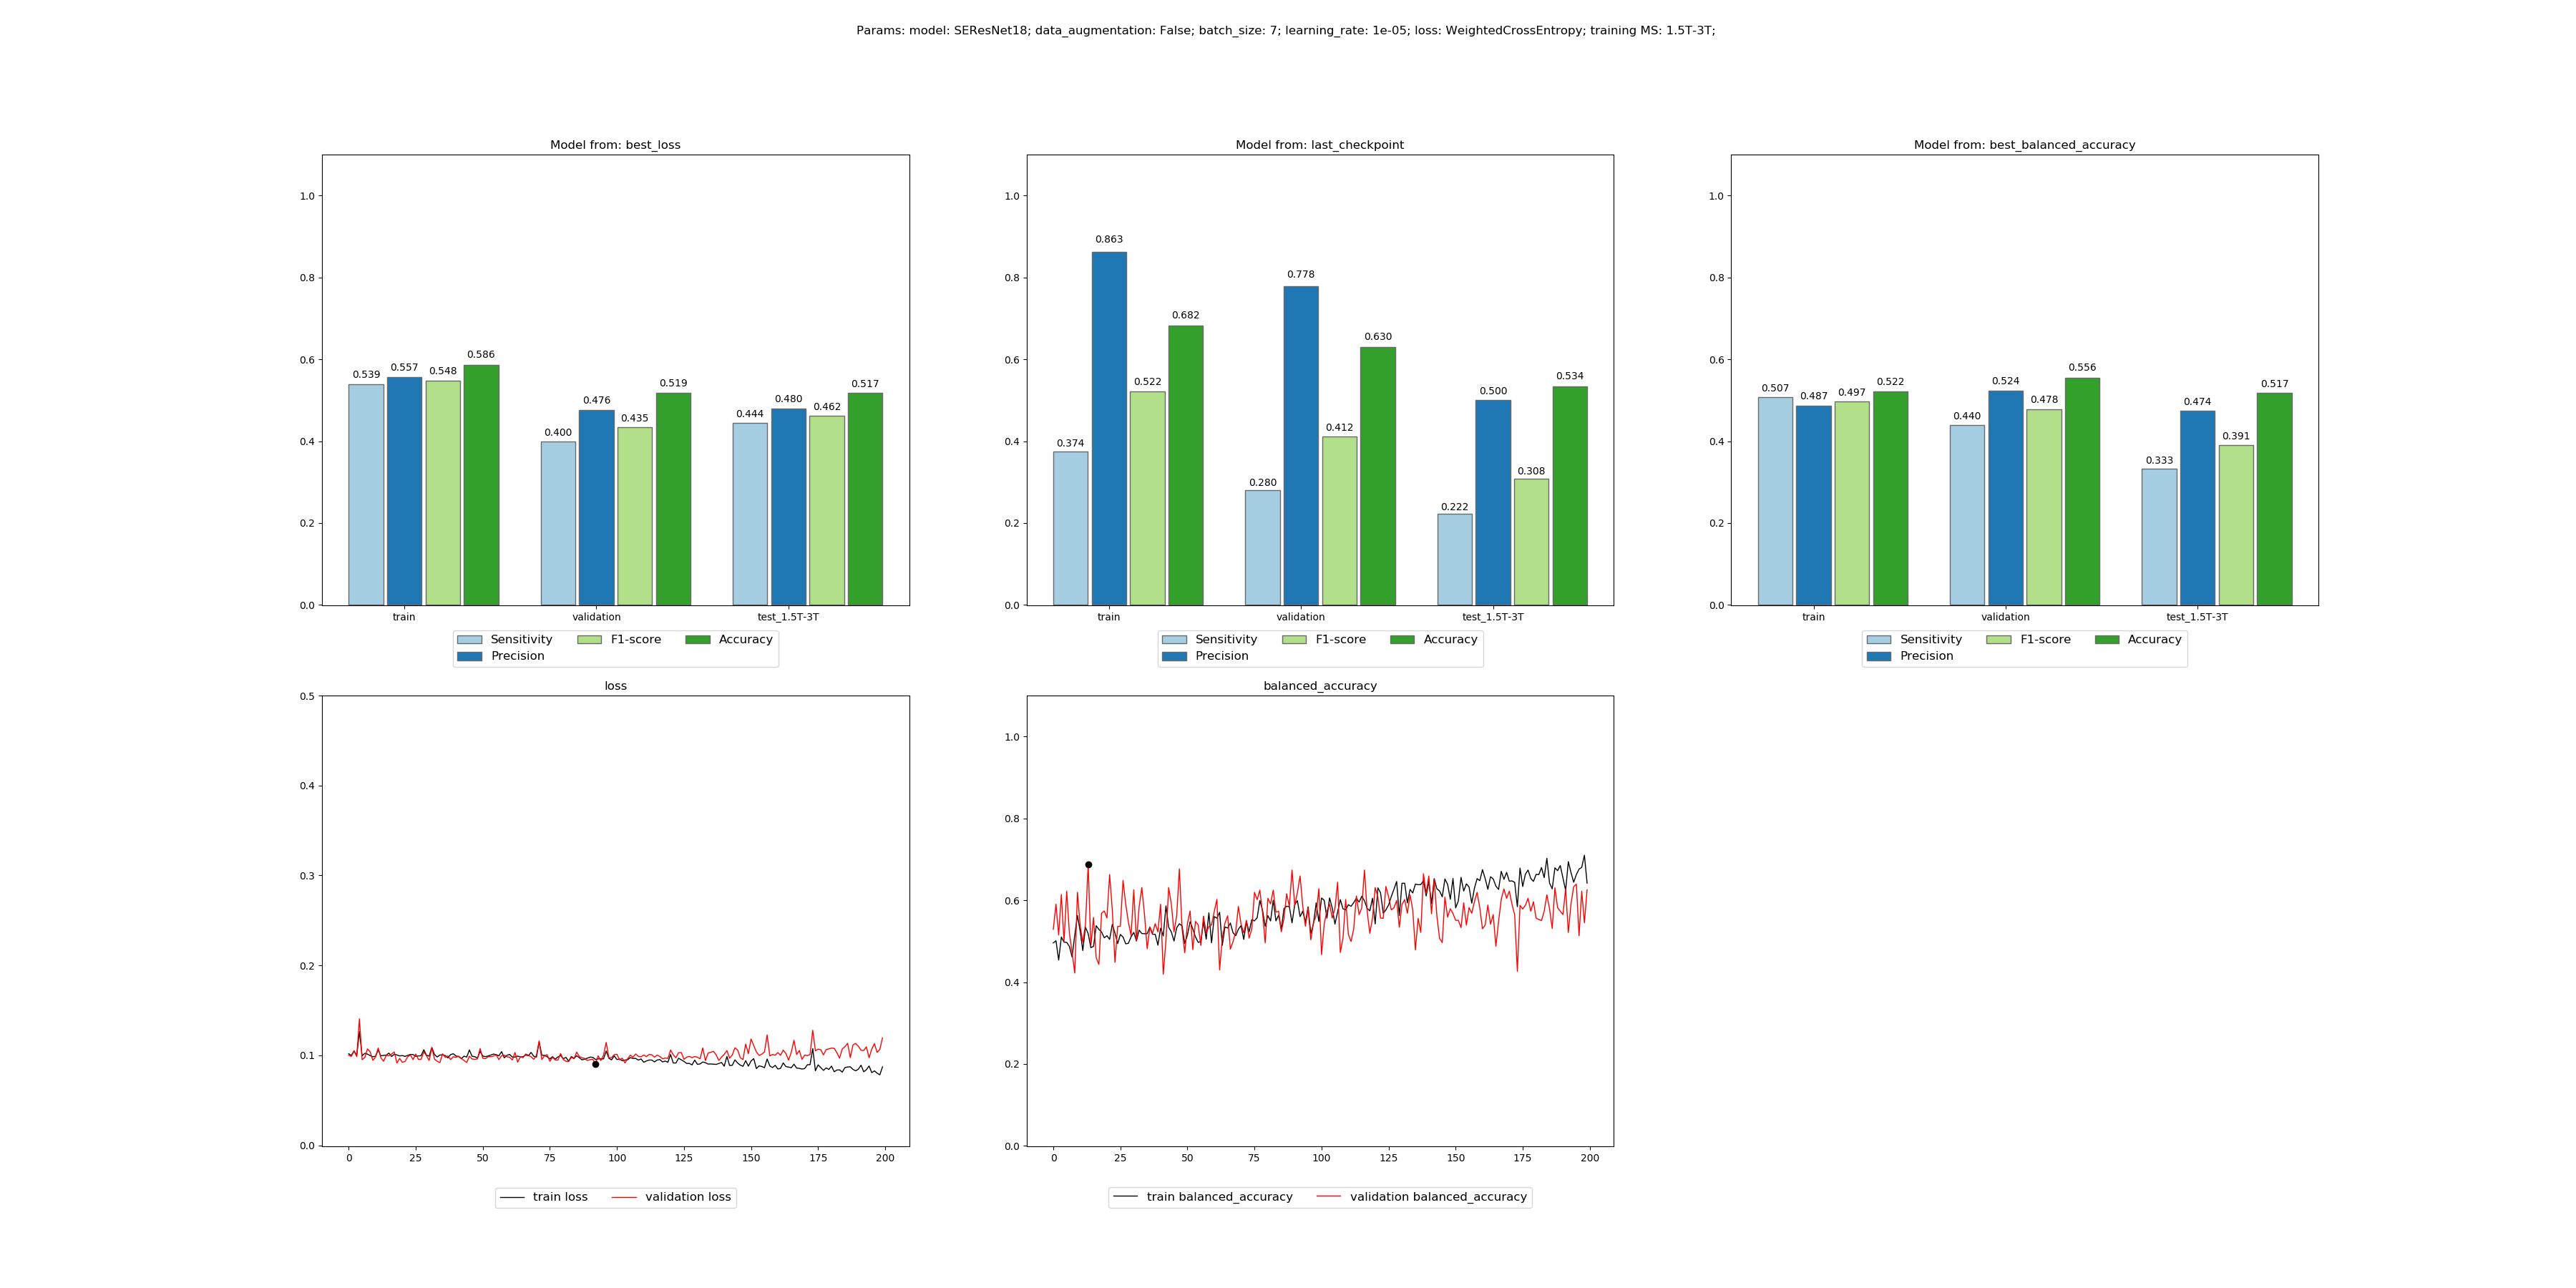 Params: model: SEResNet18; data_augmentation: False; batch_size: 7; learning_rate: 1e-05; loss: WeightedCrossEntropy; training MS: 1.5T-3T;
Model from: best_loss
1.0
0.8
0.6
0.4
0.2
0.0
0.539
0.557
0.548
0.586
0.400
0.476
0.435
0.519
0.444
0.480
0.462
0.517
train
validation
test_1.5T-3T
Sensitivity
F1-score
Accuracy
Precision
Model from: last_checkpoint
1.0
0.8
0.6
0.4
0.2
0.0
0.374
0.863
0.522
0.682
0.280
0.778
0.412
0.630
0.222
0.500
0.308
0.534
train
validation
test_1.5T-3T
Sensitivity
F1-score
Accuracy
Precision
Model from: best_balanced_accuracy
1.0
0.8
0.6
0.4
0.2
0.0
0.507
0.487
0.497
0.522
0.440
0.524
0.478
0.556
0.333
0.474
0.391
0.517
train
validation
test_1.5T-3T
Sensitivity
F1-score
Accuracy
Precision
loss
0.5
0.4
0.3
0.2
0.1
0.0
0 25 50 75 100 125 150 175 200
train loss
validation loss
balanced_accuracy
1.0
0.8
0.6
0.4
0.2
0.0
0 25 50 75 100 125 150 175 200
train balanced_accuracy
validation balanced_accuracy